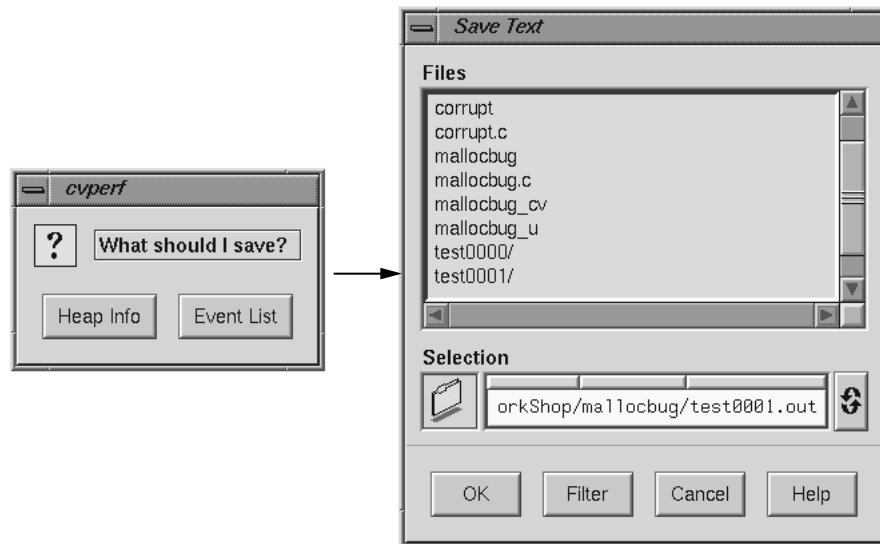 cvperf
?
What should I save?
Heap Info
Event List
Save Text
Files
corrupt
corrupt.c
mallocbug
mallocbug.c
mallocbug_cv
mallocbug_u
test0000/
test0001/
Selection
orkShop/mallocbug/test0001.out
OK
Filter
Cancel
Help